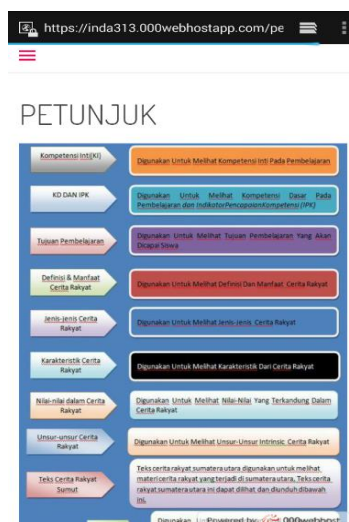 https://inda313.000webhostapp.com/pe
PETUNJUK
Kompetensi Inti(KI)
Digunakan Untuk Melihat Kompetensi Inti Pada Pembelajaran
KD DAN IPK
Digunakan Untuk Melihat Kompetensi Dasar Pada
Pembelajaran dan IndikatorPencapaianKompetensi (IPK)
Tujuan Pembelajaran
Digunakan Untuk Melihat Tujuan Pembelajaran Yang Akan
Dicapai Siswa
Definisi & Manfaat
Cerita Rakyat
Digunakan Untuk Melihat Definisi Dan Manfaat Cerita Rakyat
Jenis-jenis Cerita
Rakyat
Digunakan Untuk Melihat Jenis-Jenis Cerita Rakyat
Karakteristik Cerita
Rakyat
Digunakan Untuk Melihat Karakteristik Dari Cerita Rakyat
Nilai-nilai dalam Cerita
Rakyat
Digunakan Untuk Melihat Nilai-Nilai Yang Terkandung Dalam
Cerita Rakyat
Unsur-unsur Cerita
Rakyat
Digunakan Untuk Melihat Unsur-Unsur Intrinsic Cerita Rakyat
Teks Cerita Rakyat
Sumut
Teks cerita rakyat sumatera utara digunakan untuk melihat
matericerita rakyat yang terjadi di sumatera utara, Teks cerita
rakyat sumatera utara ini dapat dilihat dan diunduh dibawah
ini.
Digunakan
Powered by 000webhost